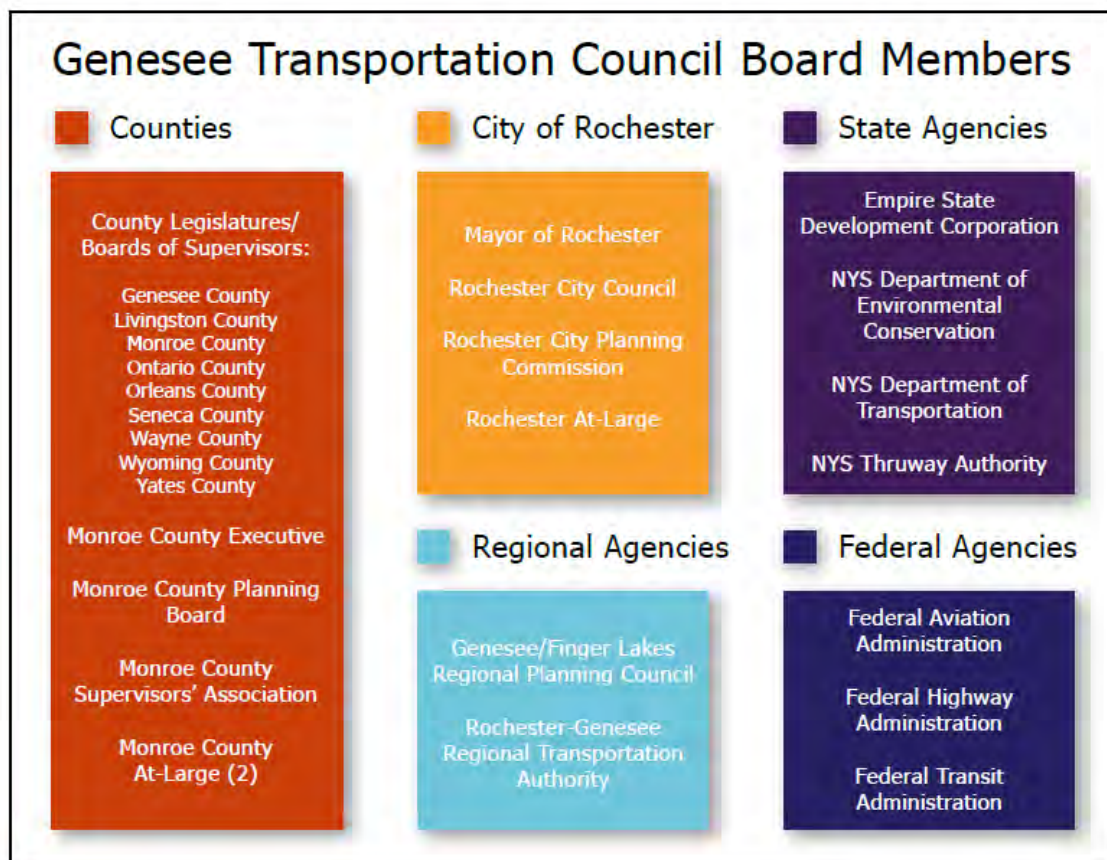 Genesee Transportation Council Board Members
Counties
County Legislatures/
Boards of Supervisors:
Genesee County
Livingston County
Monroe County
Ontario County
Orleans County
Seneca County
Wayne County
Wyoming County
Yates County
Monroe County Executive
Monroe County Planning
Board
Monroe County
Supervisors’ Association
Monroe County
At-Large (2)
City of Rochester
Mayor of Rochester
Rochester City Council
Rochester City Planning
Commission
Rochester At-Large
Regional Agencies
Genesee/Finger Lakes
Regional Planning Council
Rochester-Genesee
Regional Transportation
Authority
State Agencies
Empire State
Development Corporation
NYS Department of
Environmental
Conservation
NYS Department of
Transportation
NYS Thruway Authority
Federal Agencies
Federal Aviation
Administration
Federal Highway
Administration
Federal Transit
Administration